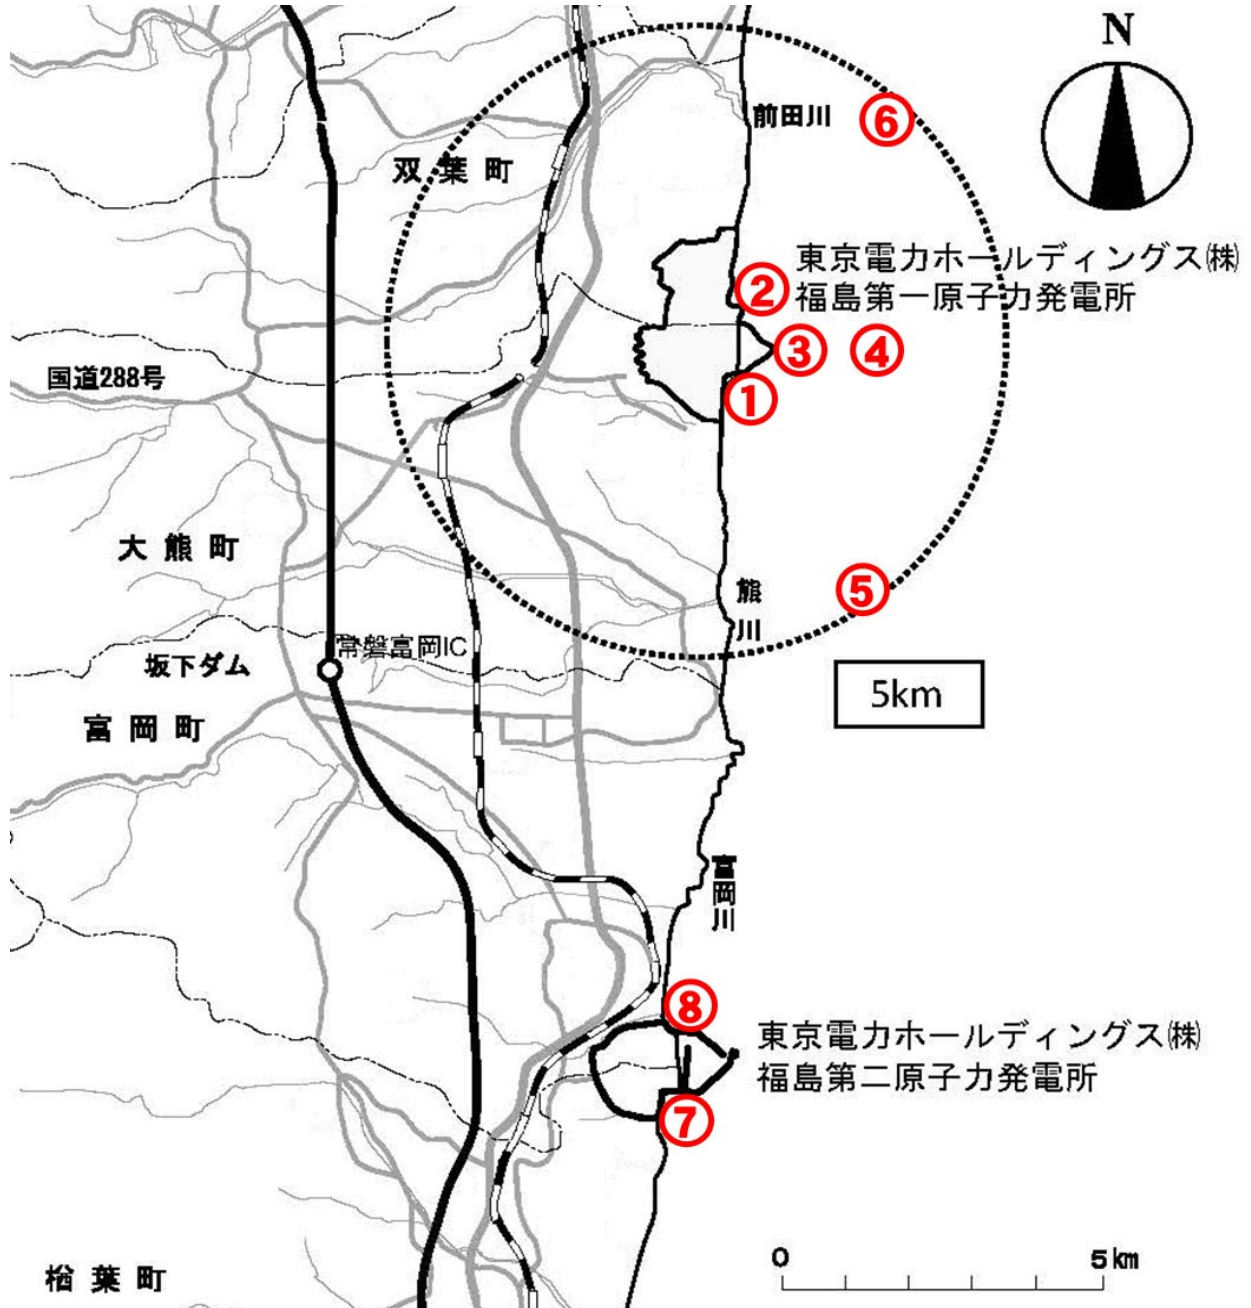 N
前田川
⑥
双葉町
東京電力ホールディングス㈱
福島第一原子力発電所
②
③
④
国道288号
①
大熊町
熊川
⑤
常磐富岡IC
坂下ダム
5km
富岡町
富岡川
⑧
東京電力ホールディングス㈱
福島第二原子力発電所
⑦
0
5km
楢葉町